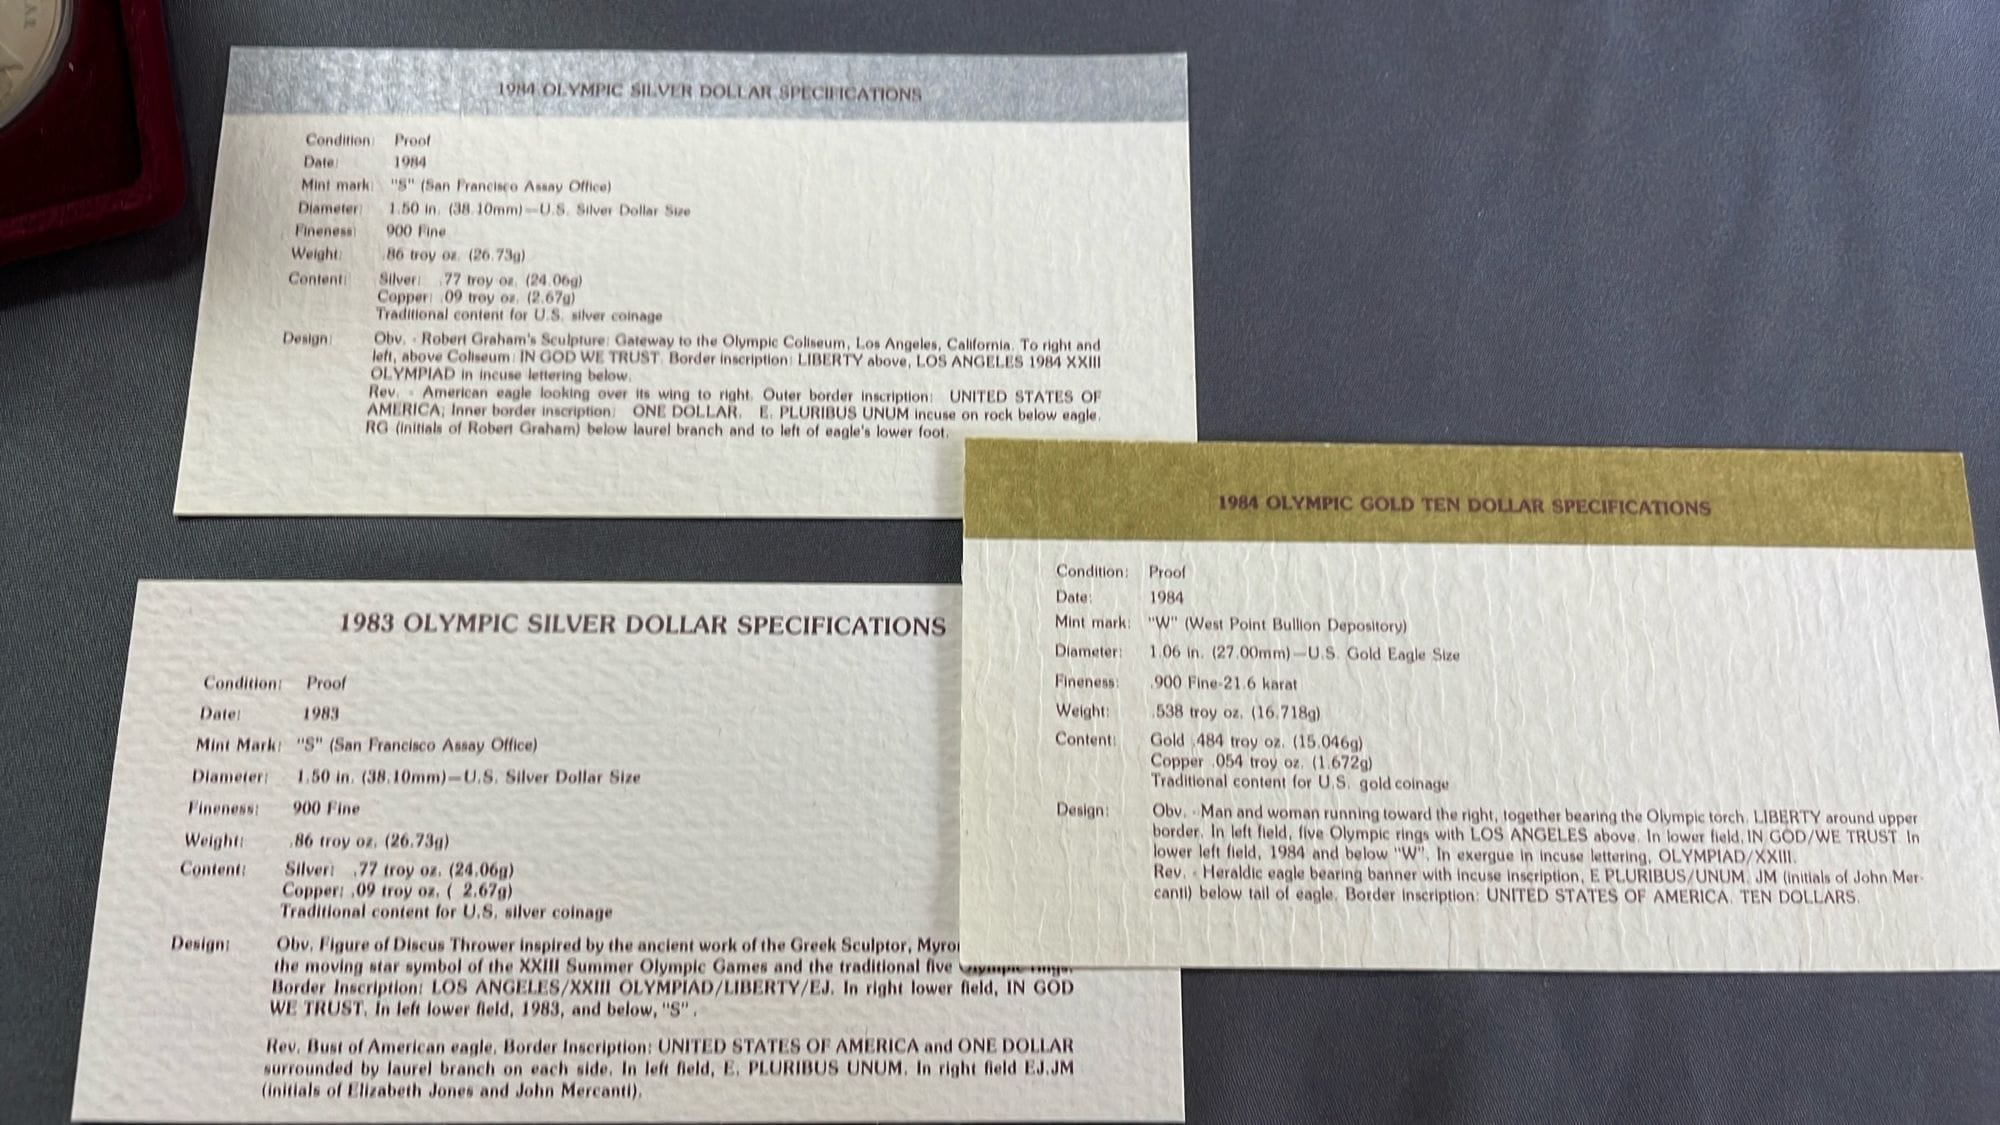 1984 OLYMPIC SILVER DOLLAR SPECIFICATIONS
Condition: Proof
Date: 1984
Mint mark: "S" (San Francisco Assay Office)
Diameter: 1.50 in. (38.10mm)—U.S. Silver Dollar Size
Fineness: 900 Fine
Weight: .86 troy oz. (26.73g)
Content: Silver: .77 troy oz. (24.06g)
Copper: .09 troy oz. (2.67g)
Traditional content for U.S. silver coinage
Design: Obv. - Robert Graham's Sculpture: Gateway to the Olympic Coliseum, Los Angeles, California. To right and
left, above Coliseum: IN GOD WE TRUST. Border inscription: LIBERTY above, LOS ANGELES 1984 XXIII
OLYMPIAD in incuse lettering below.
Rev. - American eagle looking over its wing to right. Outer border inscription: UNITED STATES OF
AMERICA; Inner border inscription: ONE DOLLAR. E. PLURIBUS UNUM incuse on rock below eagle.
RG (initials of Robert Graham) below laurel branch and to left of eagle's lower foot.
1984 OLYMPIC GOLD TEN DOLLAR SPECIFICATIONS
Condition: Proof
Date: 1984
Mint mark: "W" (West Point Bullion Depository)
Diameter: 1.06 in. (27.00mm)—U.S. Gold Eagle Size
Fineness: .900 Fine-21.6 karat
Weight: .538 troy oz. (16.718g)
Content: Gold .484 troy oz. (15.046g)
Copper .054 troy oz. (1.672g)
Traditional content for U.S. gold coinage
Design: Obv. - Man and woman running toward the right, together bearing the Olympic torch. LIBERTY around upper
border. In left field, five Olympic rings with LOS ANGELES above. In lower field, IN GOD/WE TRUST. In
lower left field, 1984 and below "W". In exergue in incuse lettering, OLYMPIAD/XXIII.
Rev. - Heraldic eagle bearing banner with incuse inscription, E PLURIBUS/UNUM. JM (initials of John Mer-
canti) below tail of eagle. Border inscription: UNITED STATES OF AMERICA. TEN DOLLARS.
1983 OLYMPIC SILVER DOLLAR SPECIFICATIONS
Condition: Proof
Date: 1983
Mint Mark: "S" (San Francisco Assay Office)
Diameter: 1.50 in. (38.10mm)—U.S. Silver Dollar Size
Fineness: 900 Fine
Weight: .86 troy oz. (26.73g)
Content: Silver: .77 troy oz. (24.06g)
Copper: .09 troy oz. ( 2.67g)
Traditional content for U.S. silver coinage
Design: Obv. Figure of Discus Thrower inspired by the ancient work of the Greek Sculptor,
the moving star symbol of the XXIII Summer Olympic Games and the traditional five Olympic rings.
Border Inscription: LOS ANGELES/XXIII OLYMPIAD/LIBERTY/EJ. In right lower field, IN GOD
WE TRUST. In left lower field, 1983, and below, "S".
Rev. Bust of American eagle. Border Inscription: UNITED STATES OF AMERICA and ONE DOLLAR
surrounded by laurel branch on each side. In left field, E. PLURIBUS UNUM. In right field EJ.JM
(initials of Elizabeth Jones and John Mercanti).